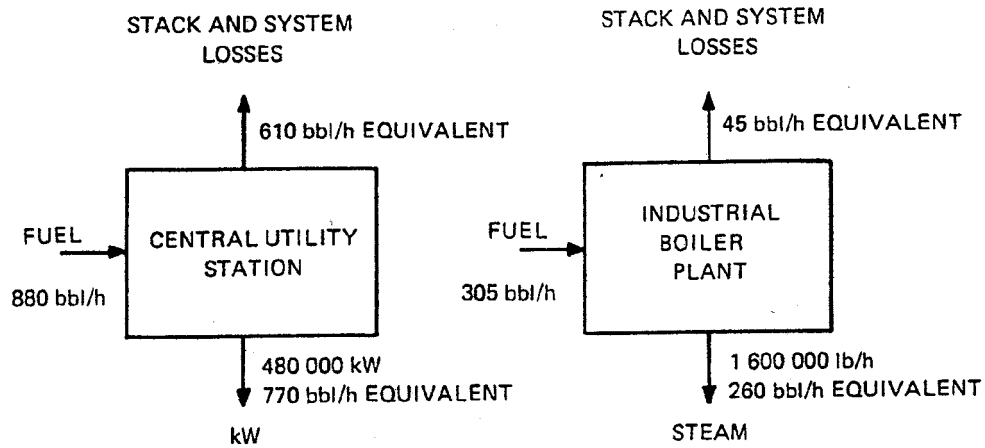 STACK AND SYSTEM
LOSSES
610 bbl/h EQUIVALENT
FUEL
880 bbl/h
CENTRAL UTILITY
STATION
480 000 kW
770 bbl/h EQUIVALENT
kW
STACK AND SYSTEM
LOSSES
45 bbl/h EQUIVALENT
FUEL
305 bbl/h
INDUSTRIAL
BOILER
PLANT
1 600 000 lb/h
260 bbl/h EQUIVALENT
STEAM